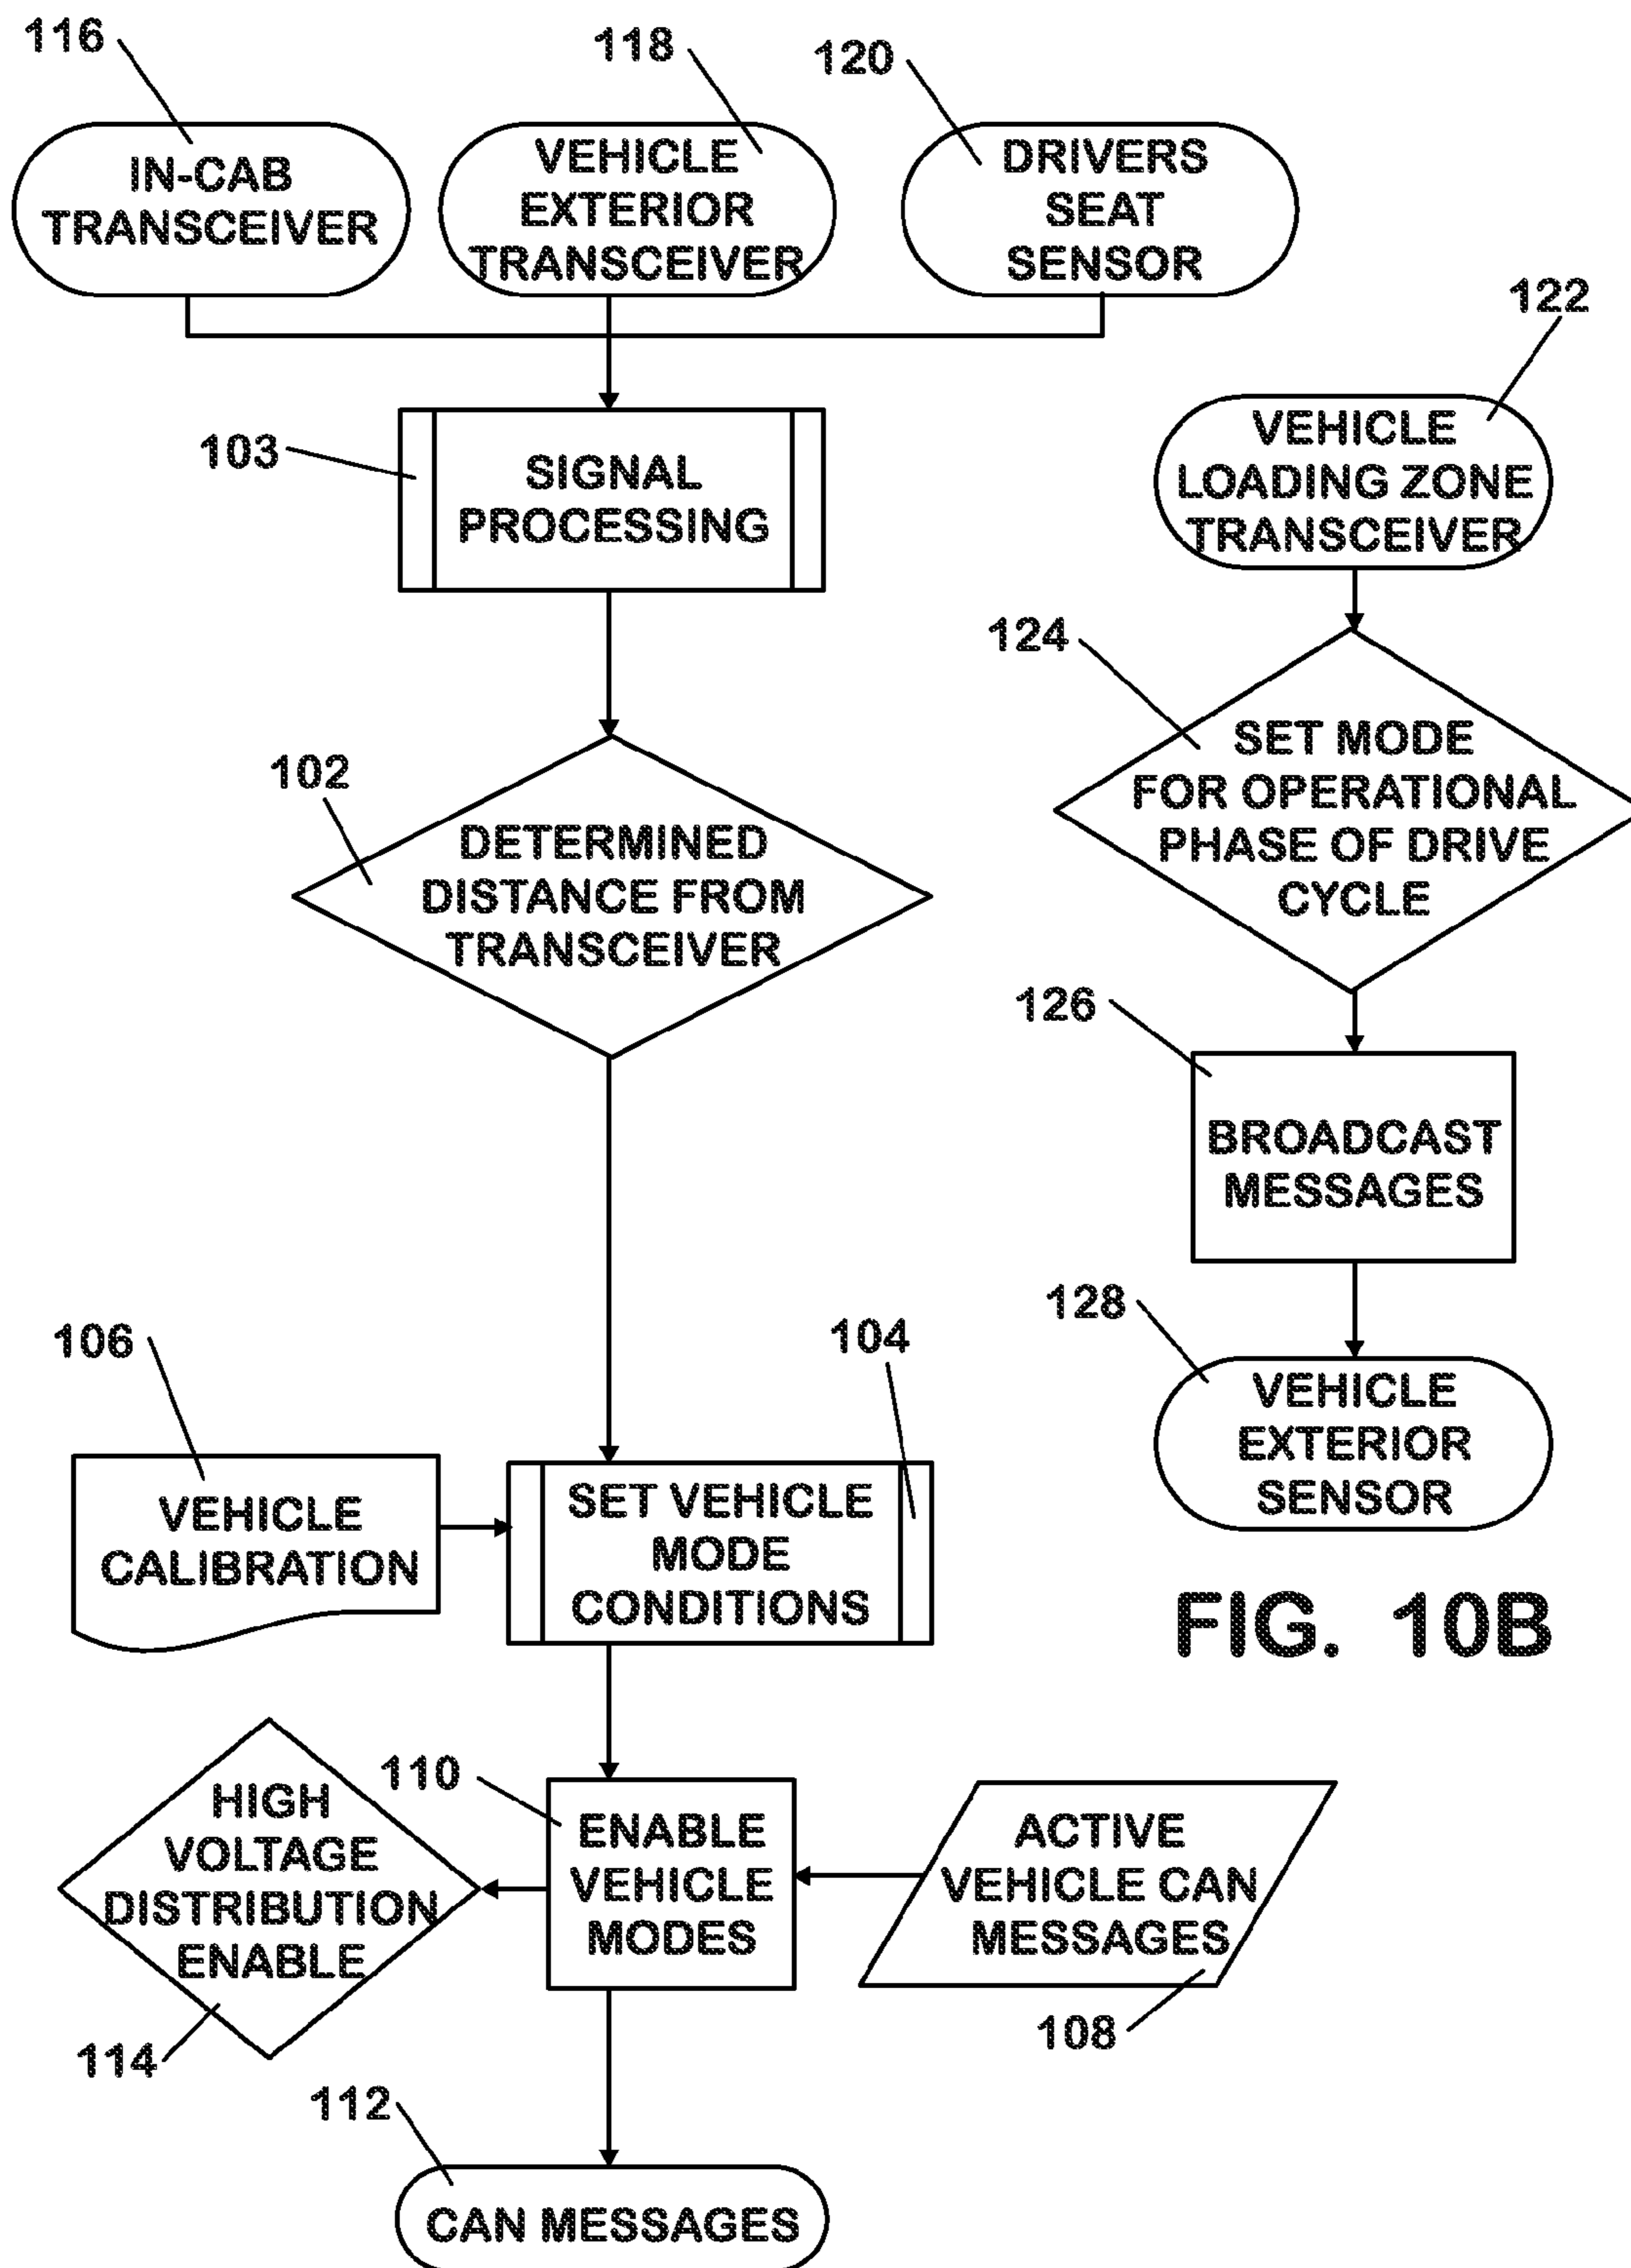 116
118
120
IN-CAB
TRANSCEIVER
VEHICLE
EXTERIOR
TRANSCEIVER
DRIVERS
SEAT
SENSOR
122
103
SIGNAL
PROCESSING
VEHICLE
LOADING ZONE
TRANSCEIVER
124
SET MODE
FOR OPERATIONAL
PHASE OF DRIVE
CYCLE
102
DETERMINED
DISTANCE FROM
TRANSCEIVER
126
BROADCAST
MESSAGES
128
VEHICLE
EXTERIOR
SENSOR
106
104
VEHICLE
CALIBRATION
SET VEHICLE
MODE
CONDITIONS
FIG. 10B
110
HIGH
VOLTAGE
DISTRIBUTION
ENABLE
114
ENABLE
VEHICLE
MODES
ACTIVE
VEHICLE CAN
MESSAGES
108
112
CAN MESSAGES